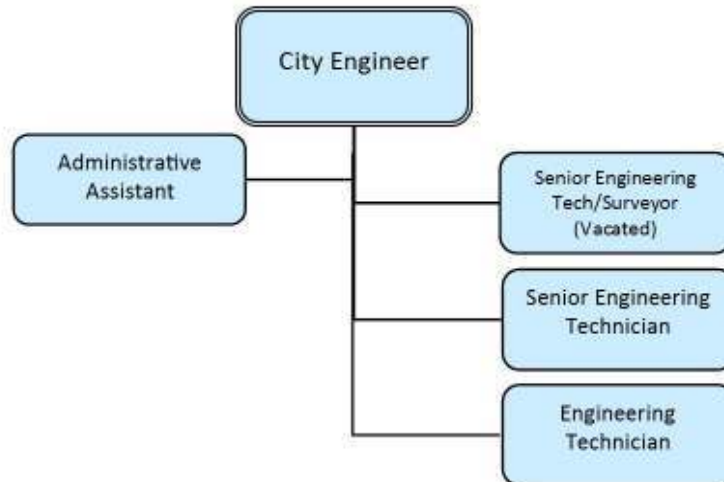 City Engineer
Administrative
Assistant
Senior Engineering
Tech/Surveyor
(Vacated)
Senior Engineering
Technician
Engineering
Technician